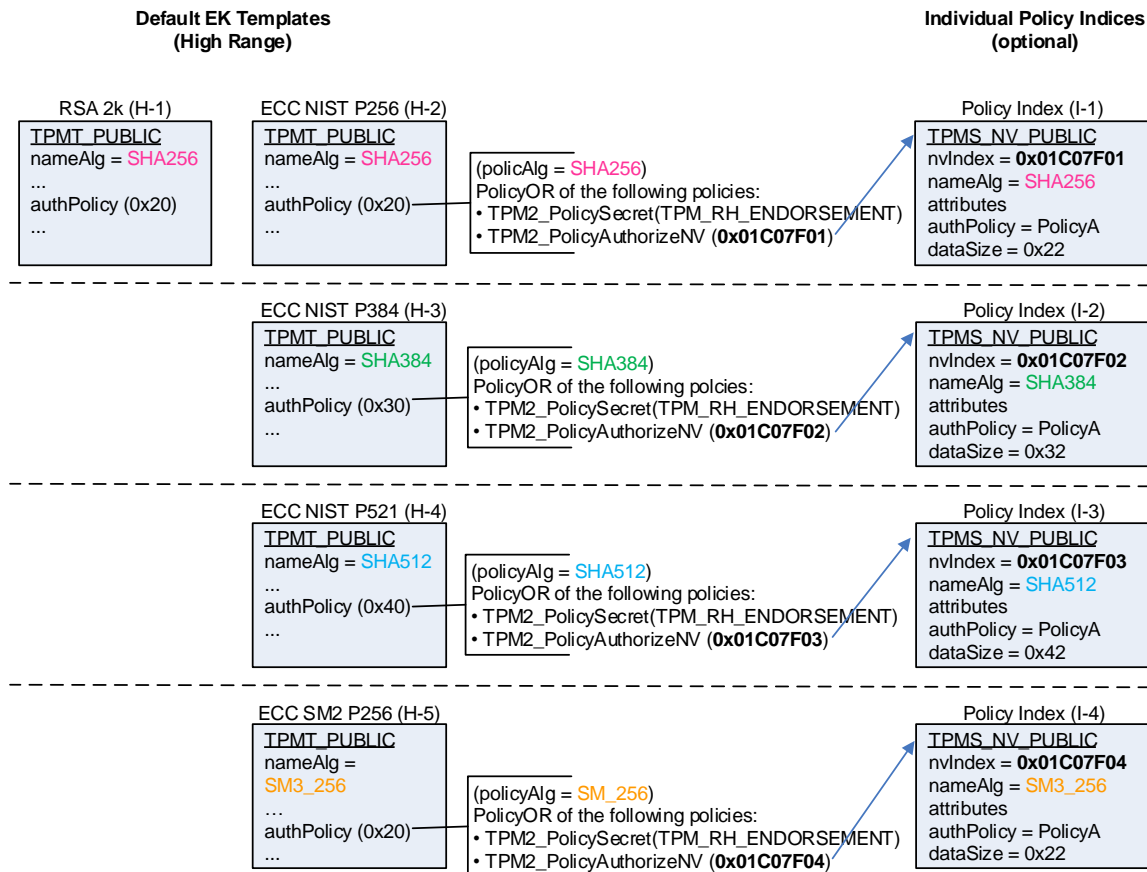 Default EK Templates
(High Range)
Individual Policy Indices
(optional)
RSA 2k (H-1)
TPMT_PUBLIC
nameAlg = SHA256
...
authPolicy (0x20)
...
ECC NIST P256 (H-2)
TPMT_PUBLIC
nameAlg = SHA256
...
authPolicy (0x20)
...
(policAlg = SHA256)
PolicyOR of the following policies:
• TPM2_PolicySecret(TPM_RH_ENDORSEMENT)
• TPM2_PolicyAuthorizeNV (0x01C07F01)
Policy Index (I-1)
TPMS_NV_PUBLIC
nvIndex = 0x01C07F01
nameAlg = SHA256
attributes
authPolicy = PolicyA
dataSize = 0x22
ECC NIST P384 (H-3)
TPMT_PUBLIC
nameAlg = SHA384
...
authPolicy (0x30)
...
(policyAlg = SHA384)
PolicyOR of the following polcies:
• TPM2_PolicySecret(TPM_RH_ENDORSEMENT)
• TPM2_PolicyAuthorizeNV (0x01C07F02)
Policy Index (I-2)
TPMS_NV_PUBLIC
nvIndex = 0x01C07F02
nameAlg = SHA384
attributes
authPolicy = PolicyA
dataSize = 0x32
ECC NIST P521 (H-4)
TPMT_PUBLIC
nameAlg = SHA512
...
authPolicy (0x40)
...
(policyAlg = SHA512)
PolicyOR of the following policies:
• TPM2_PolicySecret(TPM_RH_ENDORSEMENT)
• TPM2_PolicyAuthorizeNV (0x01C07F03)
Policy Index (I-3)
TPMS_NV_PUBLIC
nvIndex = 0x01C07F03
nameAlg = SHA512
attributes
authPolicy = PolicyA
dataSize = 0x42
ECC SM2 P256 (H-5)
TPMT_PUBLIC
nameAlg =
SM3_256
...
authPolicy (0x20)
...
(policyAlg = SM_256)
PolicyOR of the following policies:
• TPM2_PolicySecret(TPM_RH_ENDORSEMENT)
• TPM2_PolicyAuthorizeNV (0x01C07F04)
Policy Index (I-4)
TPMS_NV_PUBLIC
nvIndex = 0x01C07F04
nameAlg = SM3_256
attributes
authPolicy = PolicyA
dataSize = 0x22